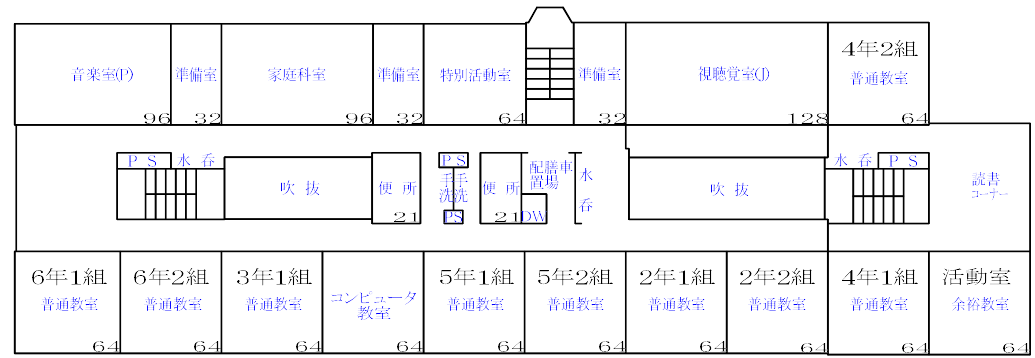 4年2組
音楽室(P) 準備室 家庭科室 準備室 特別活動室 準備室 視聴覚室(J) 普通教室
96 32 96 32 64 32 128 64
P S 水 呑 P S 配膳車 水 呑 P S
置場
吹 抜 便 所 手手 便 所 水 吹 抜 読書
洗洗 呑 コーナー
21 PS 21 DW
6年1組 6年2組 3年1組 5年1組 5年2組 2年1組 2年2組 4年1組 活動室
普通教室 普通教室 普通教室 コンピュータ 普通教室 普通教室 普通教室 普通教室 普通教室 余裕教室
教室
64 64 64 64 64 64 64 64 64 64